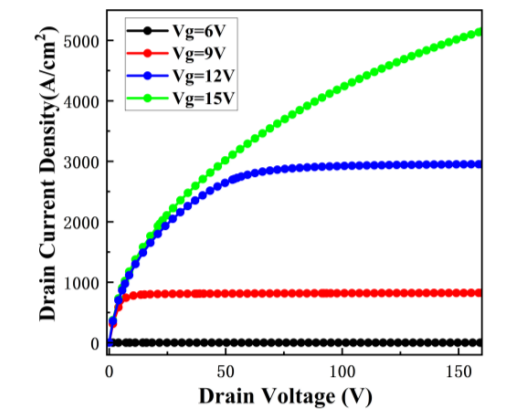 Vg=6V
Vg=9V
Vg=12V
Vg=15V
Drain Current Density(A/cm²)
5000
4000
3000
2000
1000
0
0 50 100 150
Drain Voltage (V)